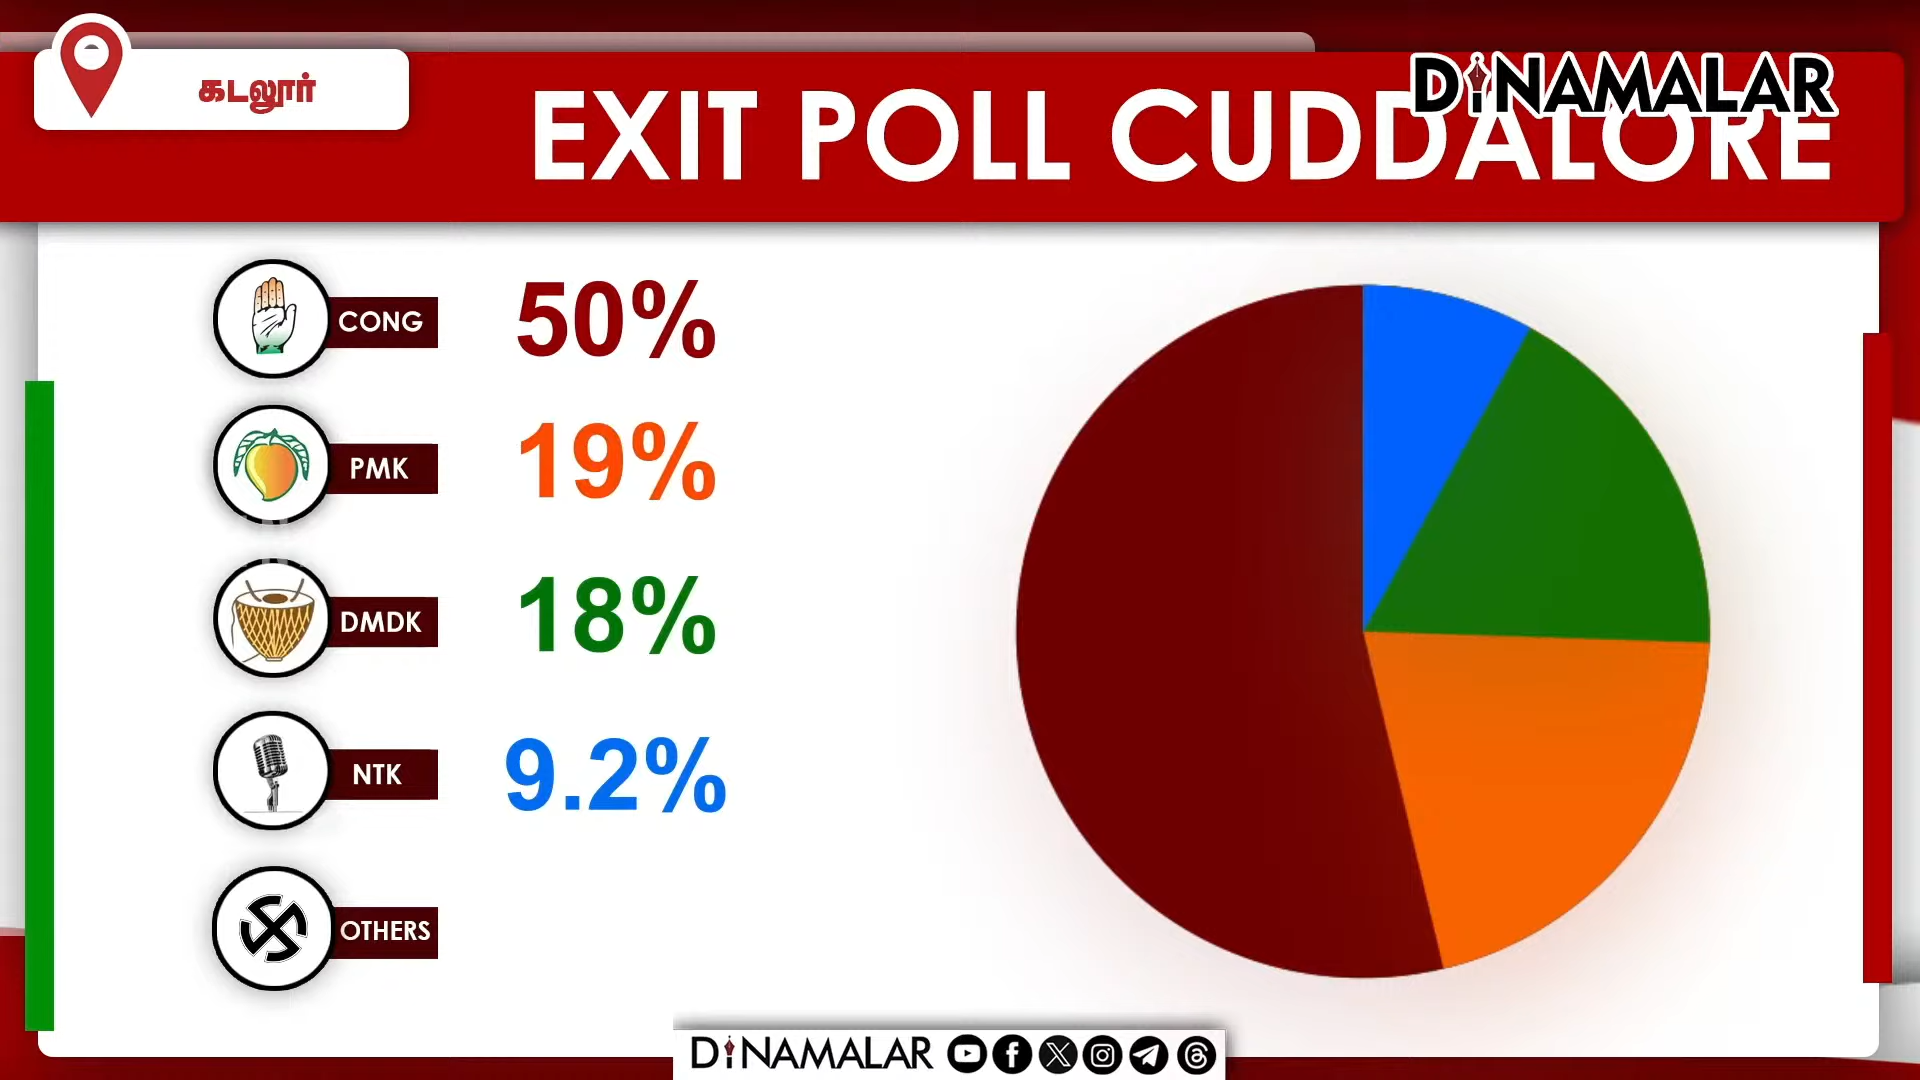 கடலூர்
DINAMALAR
EXIT POLL CUDDALORE
CONG 50%
PMK 19%
DMDK 18%
NTK 9.2%
OTHERS
DINAMALAR